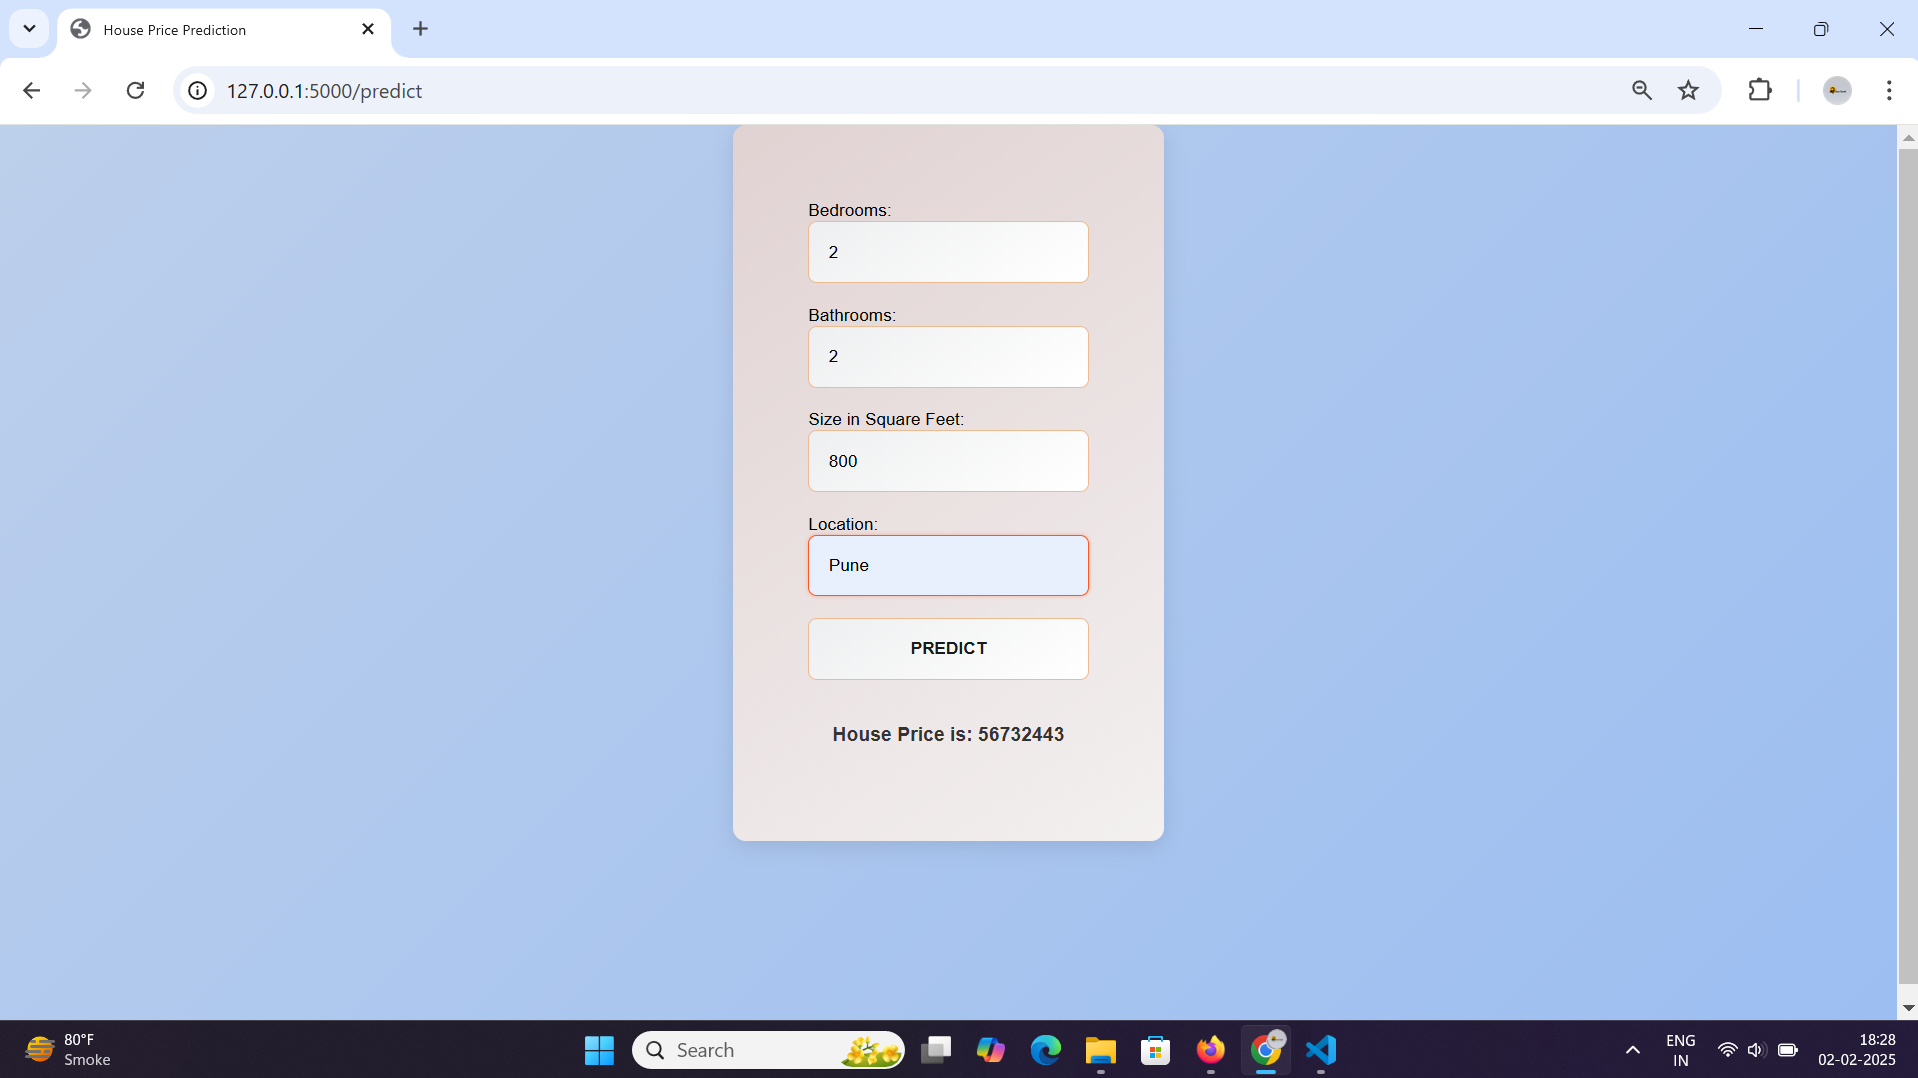 House Price Prediction
127.0.0.1:5000/predict
Bedrooms:
2
Bathrooms:
2
Size in Square Feet:
800
Location:
Pune
PREDICT
House Price is: 56732443
80°F
Smoke
Search
ENG
IN
18:28
02-02-2025